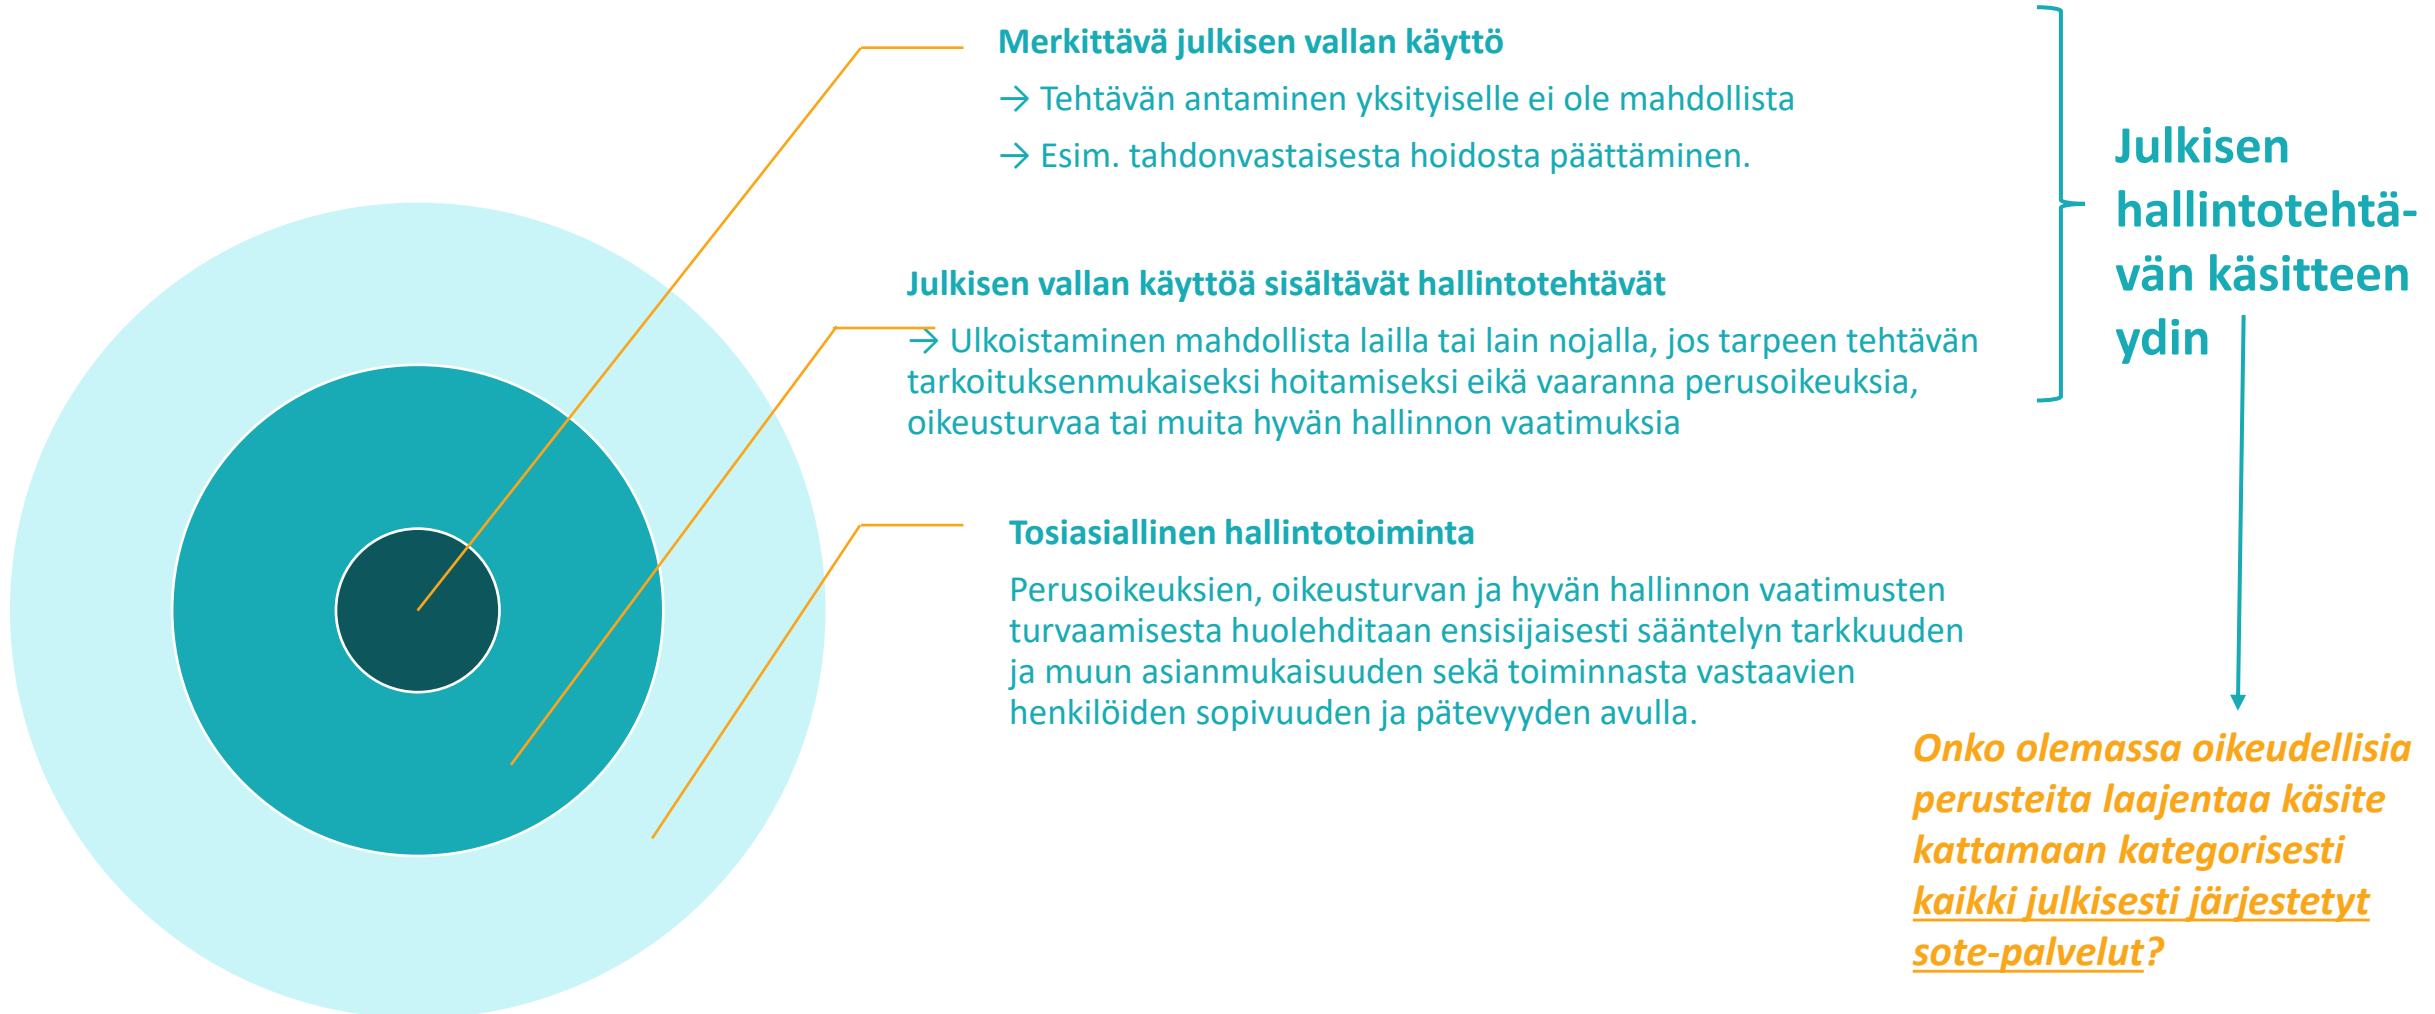 Merkittävä julkisen vallan käyttö
→ Tehtävän antaminen yksityiselle ei ole mahdollista
→ Esim. tahdonvastaisesta hoidosta päättäminen.
Julkisen vallan käyttöä sisältävät hallintotehtävät
→ Ulkoistaminen mahdollista lailla tai lain nojalla, jos tarpeen tehtävän
tarkoituksenmukaiseksi hoitamiseksi eikä vaaranna perusoikeuksia,
oikeusturvaa tai muita hyvän hallinnon vaatimuksia
Tosiasiallinen hallintotoiminta
Perusoikeuksien, oikeusturvan ja hyvän hallinnon vaatimusten
turvaamisesta huolehditaan ensisijaisesti sääntelyn tarkkuuden
ja muun asianmukaisuuden sekä toiminnasta vastaavien
henkilöiden sopivuuden ja pätevyyden avulla.
Julkisen
hallintotehtä-
vän käsitteen
ydin
Onko olemassa oikeudellisia
perusteita laajentaa käsite
kattamaan kategorisesti
kaikki julkisesti järjestetyt
sote-palvelut?